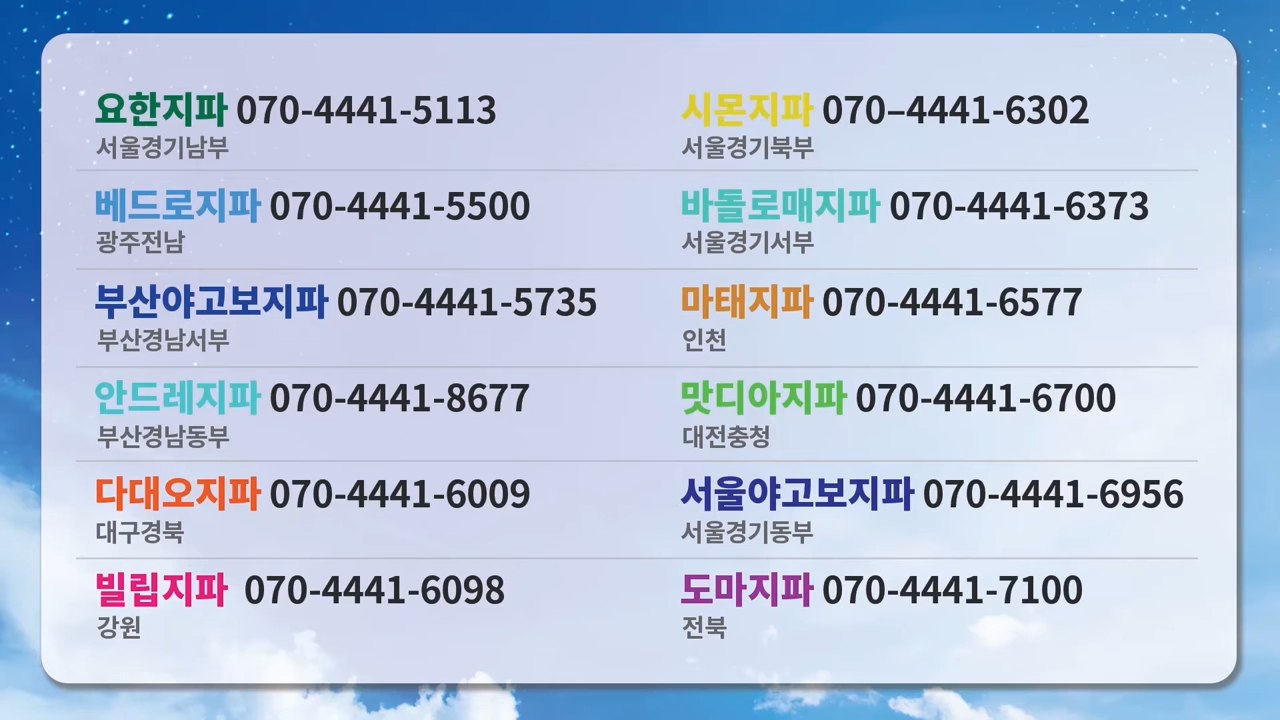 요한지파 070-4441-5113
서울경기남부
베드로지파 070-4441-5500
광주전남
부산야고보지파 070-4441-5735
부산경남서부
안드레지파 070-4441-8677
부산경남동부
다대오지파 070-4441-6009
대구경북
빌립지파 070-4441-6098
강원
시몬지파 070–4441-6302
서울경기북부
바돌로매지파 070-4441-6373
서울경기서부
마태지파 070-4441-6577
인천
맛디아지파 070-4441-6700
대전충청
서울야고보지파 070-4441-6956
서울경기동부
도마지파 070-4441-7100
전북